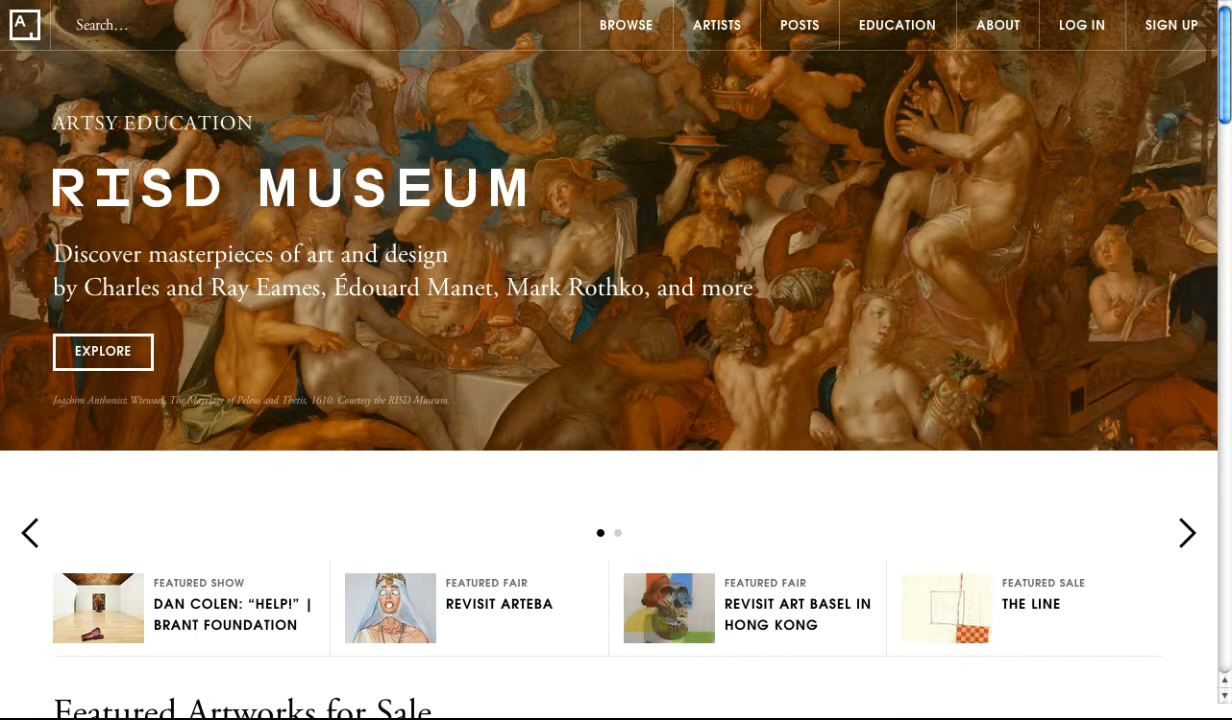 A,
Search...
BROWSE
ARTISTS
POSTS
EDUCATION
ABOUT
LOG IN
SIGN UP
ARTSY EDUCATION
RISD MUSEUM
Discover masterpieces of art and design
by Charles and Ray Eames, Édouard Manet, Mark Rothko, and more
EXPLORE
Joachim Anthonisz Wtewael, The Marriage of Peleus and Thetis, 1610. Courtesy the RISD Museum.
FEATURED SHOW
DAN COLEN: “HELP!” |
BRANT FOUNDATION
FEATURED FAIR
REVISIT ARTEBA
FEATURED FAIR
REVISIT ART BASEL IN
HONG KONG
FEATURED SALE
THE LINE
Featured Artworks for Sale